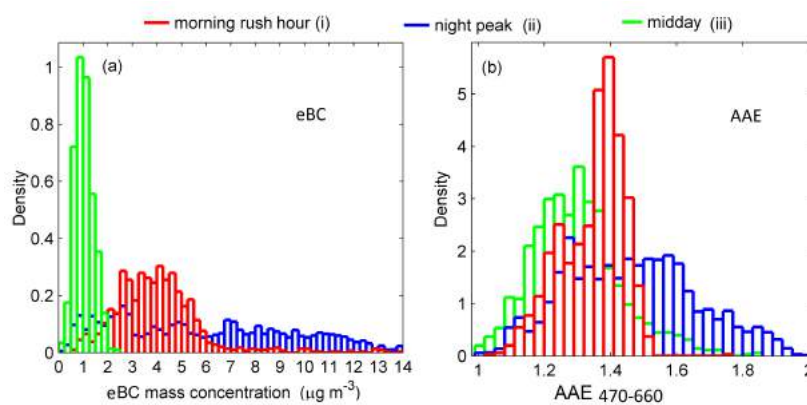 morning rush hour (i) night peak (ii) midday (iii)
(a)
eBC
Density
1
0.8
0.6
0.4
0.2
0
0 1 2 3 4 5 6 7 8 9 10 11 12 13 14
eBC mass concentration (μg m⁻³)
(b)
AAE
Density
5
4
3
2
1
0
1 1.2 1.4 1.6 1.8 2
AAE 470-660